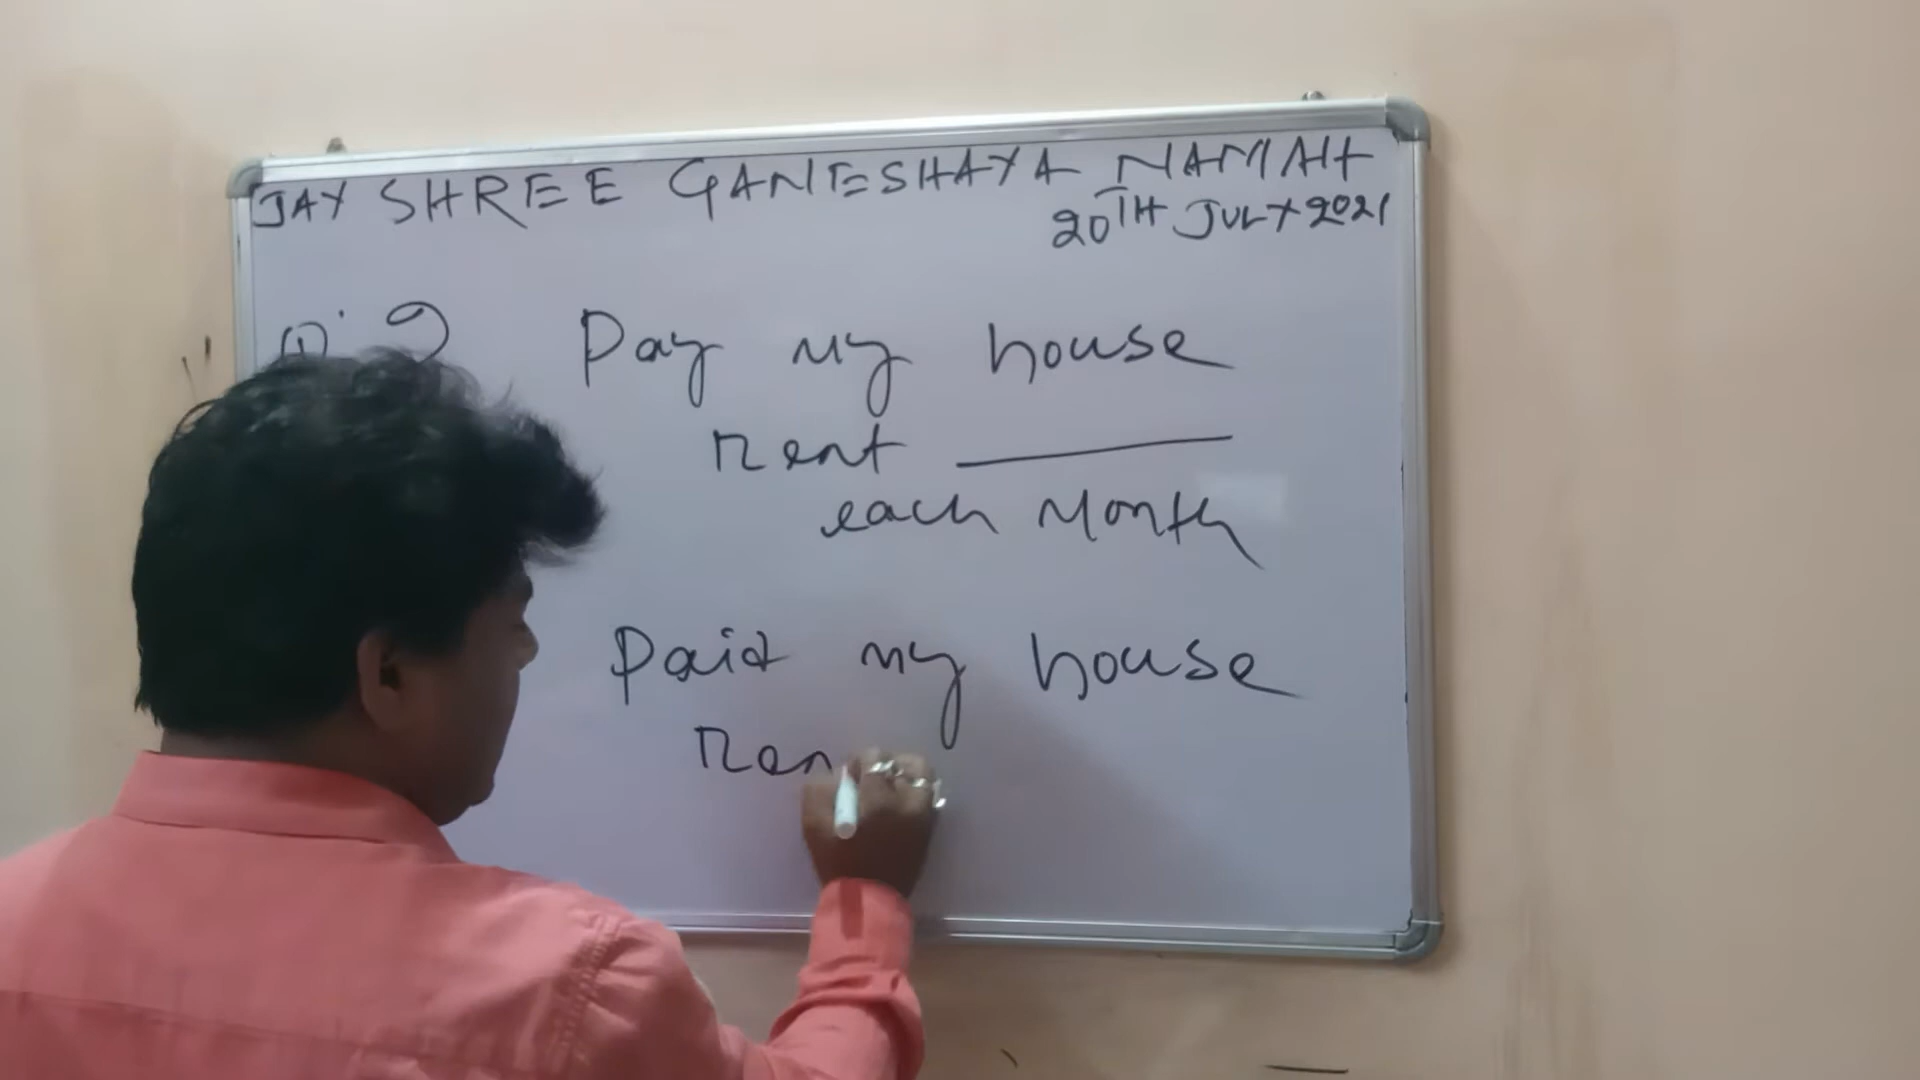 JAY SHREE GANESHAYA NAMAH
20TH JULY 2021
(1). I Pay my house
rent ______
each Month
Paid my house
ren